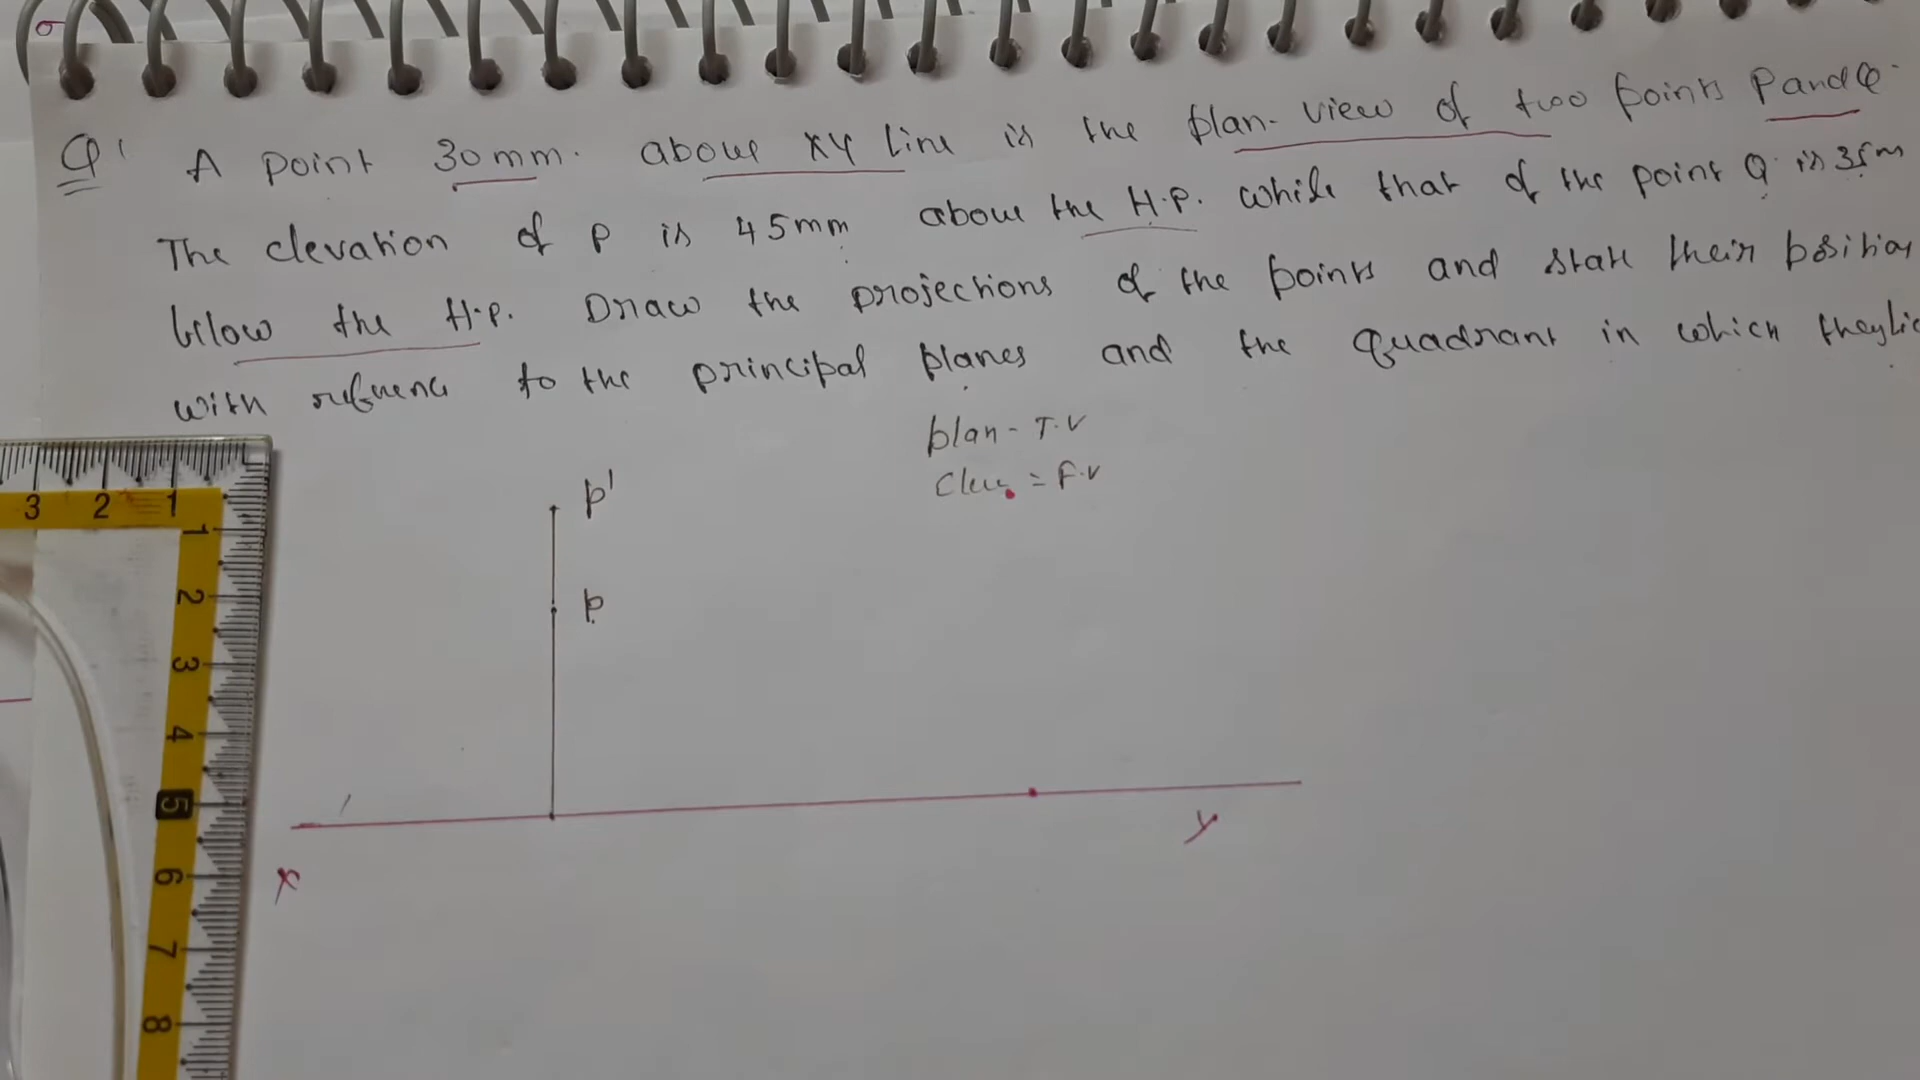 Q' A point 30mm. above XY line is the plan-view of two points P and Q.
The elevation of P is 45mm above the H.P. while that of the point Q is 35m
below the H.P. Draw the projections of the points and state their position
with reference to the principal planes and the quadrant in which they lie
plan - T.V
Elev. = F.V
p'
p
x
y
3 2 1
1
2
3
4
5
6
7
8